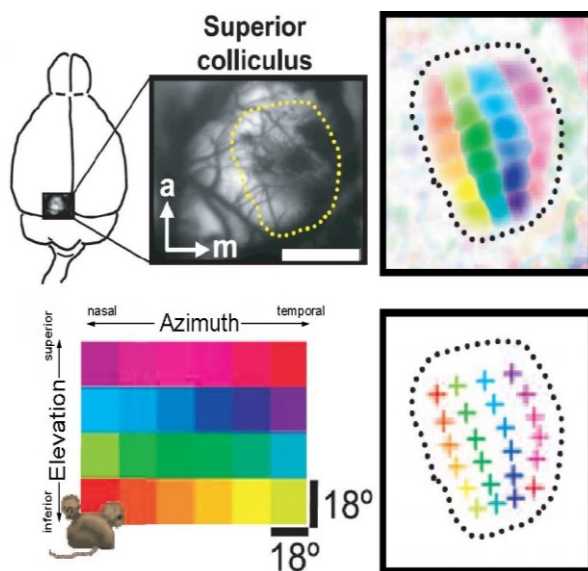 Superior
colliculus
a
m
nasal
Azimuth
temporal
superior
Elevation
inferior
18º
18º